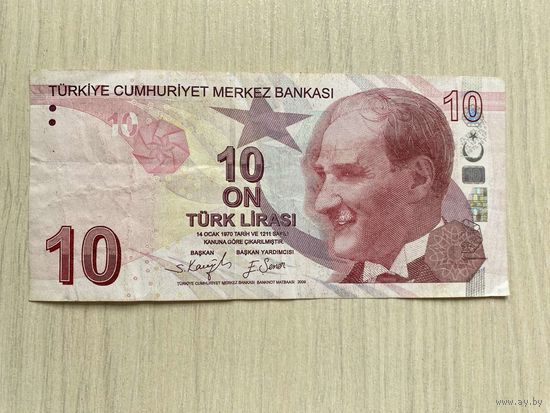 TÜRKİYE CUMHURİYET MERKEZ BANKASI
10
10
10
ON
TÜRK LİRASI
14 OCAK 1970 TARİH VE 1211 SAYILI
KANUNA GÖRE ÇIKARILMIŞTIR.
BAŞKAN BAŞKAN YARDIMCISI
10
TÜRKİYE CUMHURİYET MERKEZ BANKASI BANKNOT MATBAASI 2009
www.ay.by